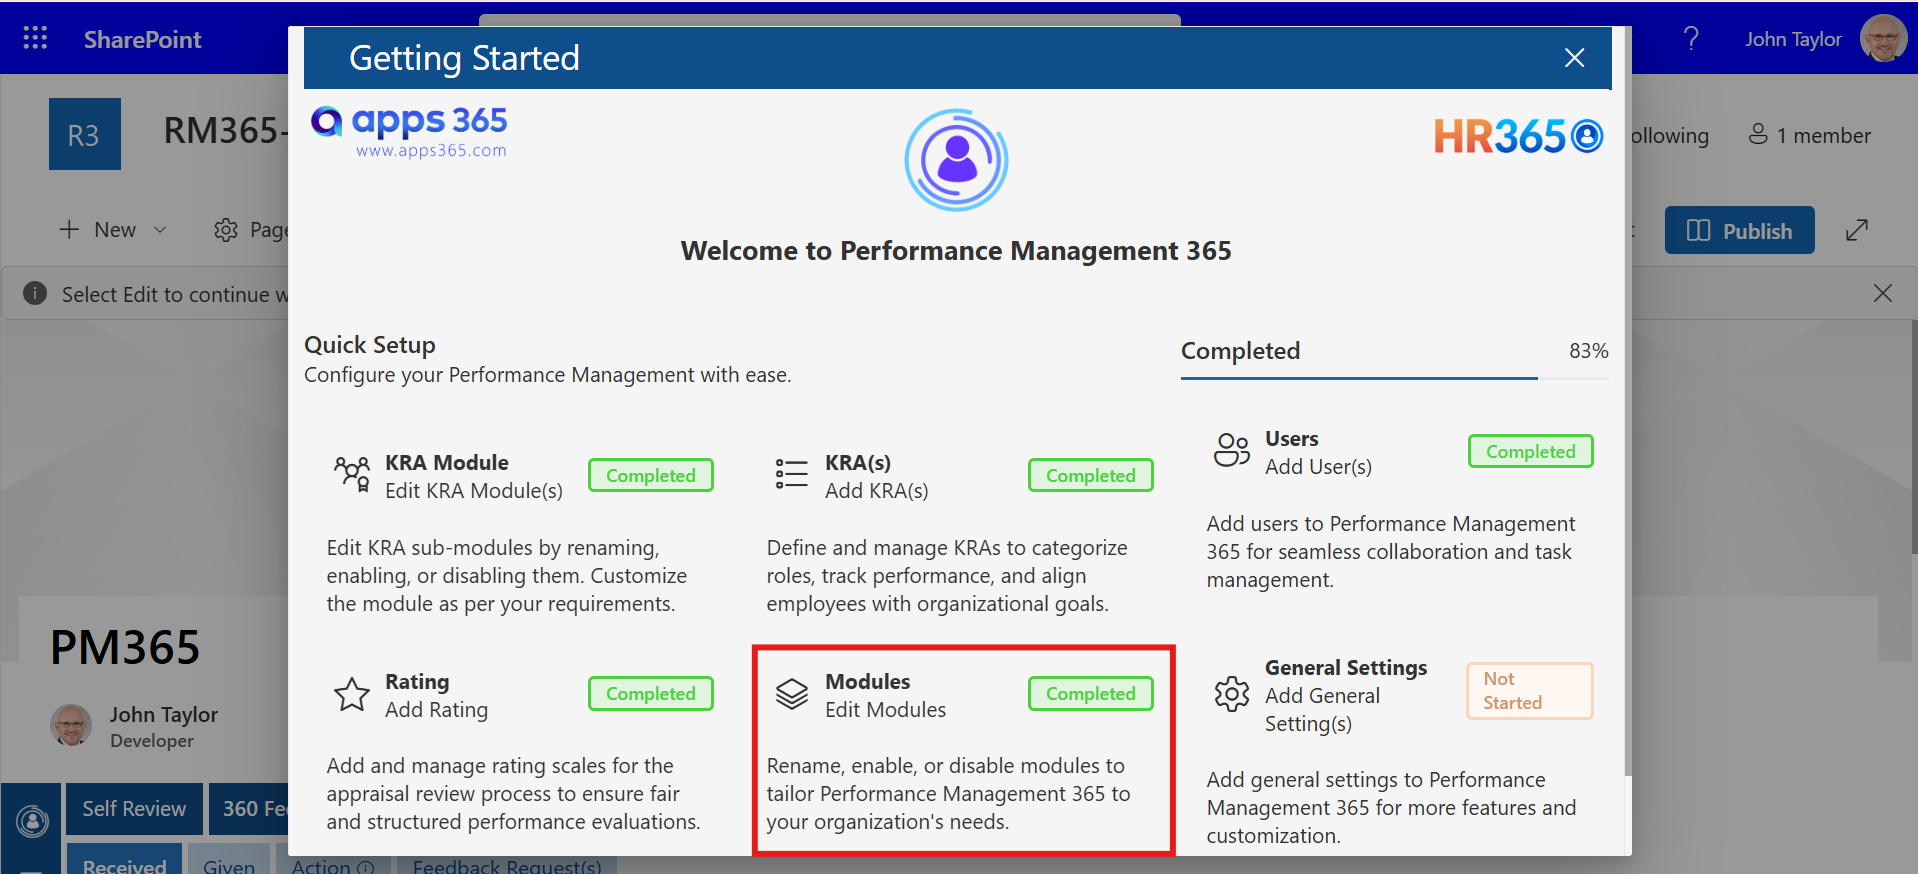 SharePoint
Getting Started
?
John Taylor
apps 365
www.apps365.com
HR365
R3
RM365-
ollowing
1 member
New
Page
Publish
Welcome to Performance Management 365
Select Edit to continue w
Quick Setup
Configure your Performance Management with ease.
Completed
83%
KRA Module
Edit KRA Module(s)
Completed
Edit KRA sub-modules by renaming,
enabling, or disabling them. Customize
the module as per your requirements.
KRA(s)
Add KRA(s)
Completed
Define and manage KRAs to categorize
roles, track performance, and align
employees with organizational goals.
Users
Add User(s)
Completed
Add users to Performance Management
365 for seamless collaboration and task
management.
Rating
Add Rating
Completed
Add and manage rating scales for the
appraisal review process to ensure fair
and structured performance evaluations.
Modules
Edit Modules
Completed
Rename, enable, or disable modules to
tailor Performance Management 365 to
your organization's needs.
General Settings
Add General
Setting(s)
Not
Started
Add general settings to Performance
Management 365 for more features and
customization.
PM365
John Taylor
Developer
Self Review
360 Fee
Received
Given
Action
Feedback Request(s)